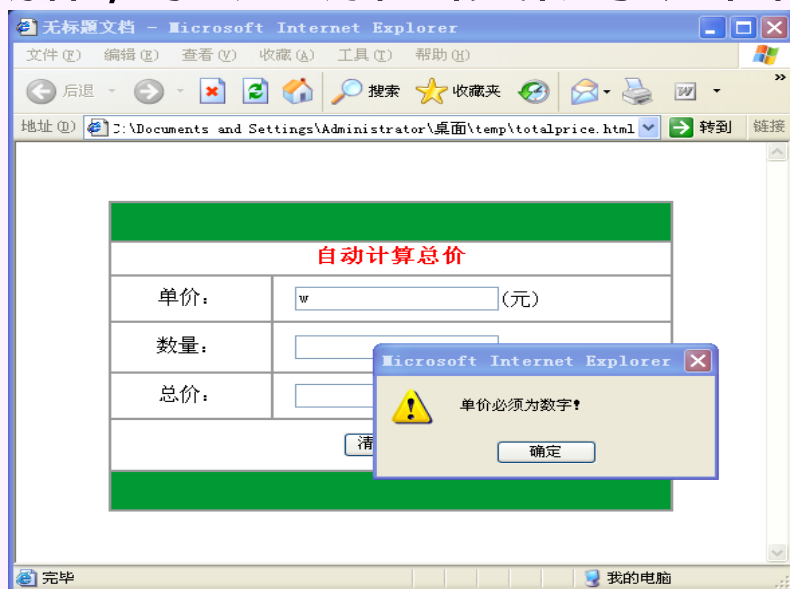 无标题文档 - Microsoft Internet Explorer
文件(F) 编辑(E) 查看(V) 收藏(A) 工具(T) 帮助(H)
后退 搜索 收藏夹 »
地址(D) C:\Documents and Settings\Administrator\桌面\temp\totalprice.html 转到 链接
自动计算总价
单价: w (元)
数量:
总价:
清
Microsoft Internet Explorer
单价必须为数字!
确定
完毕 我的电脑